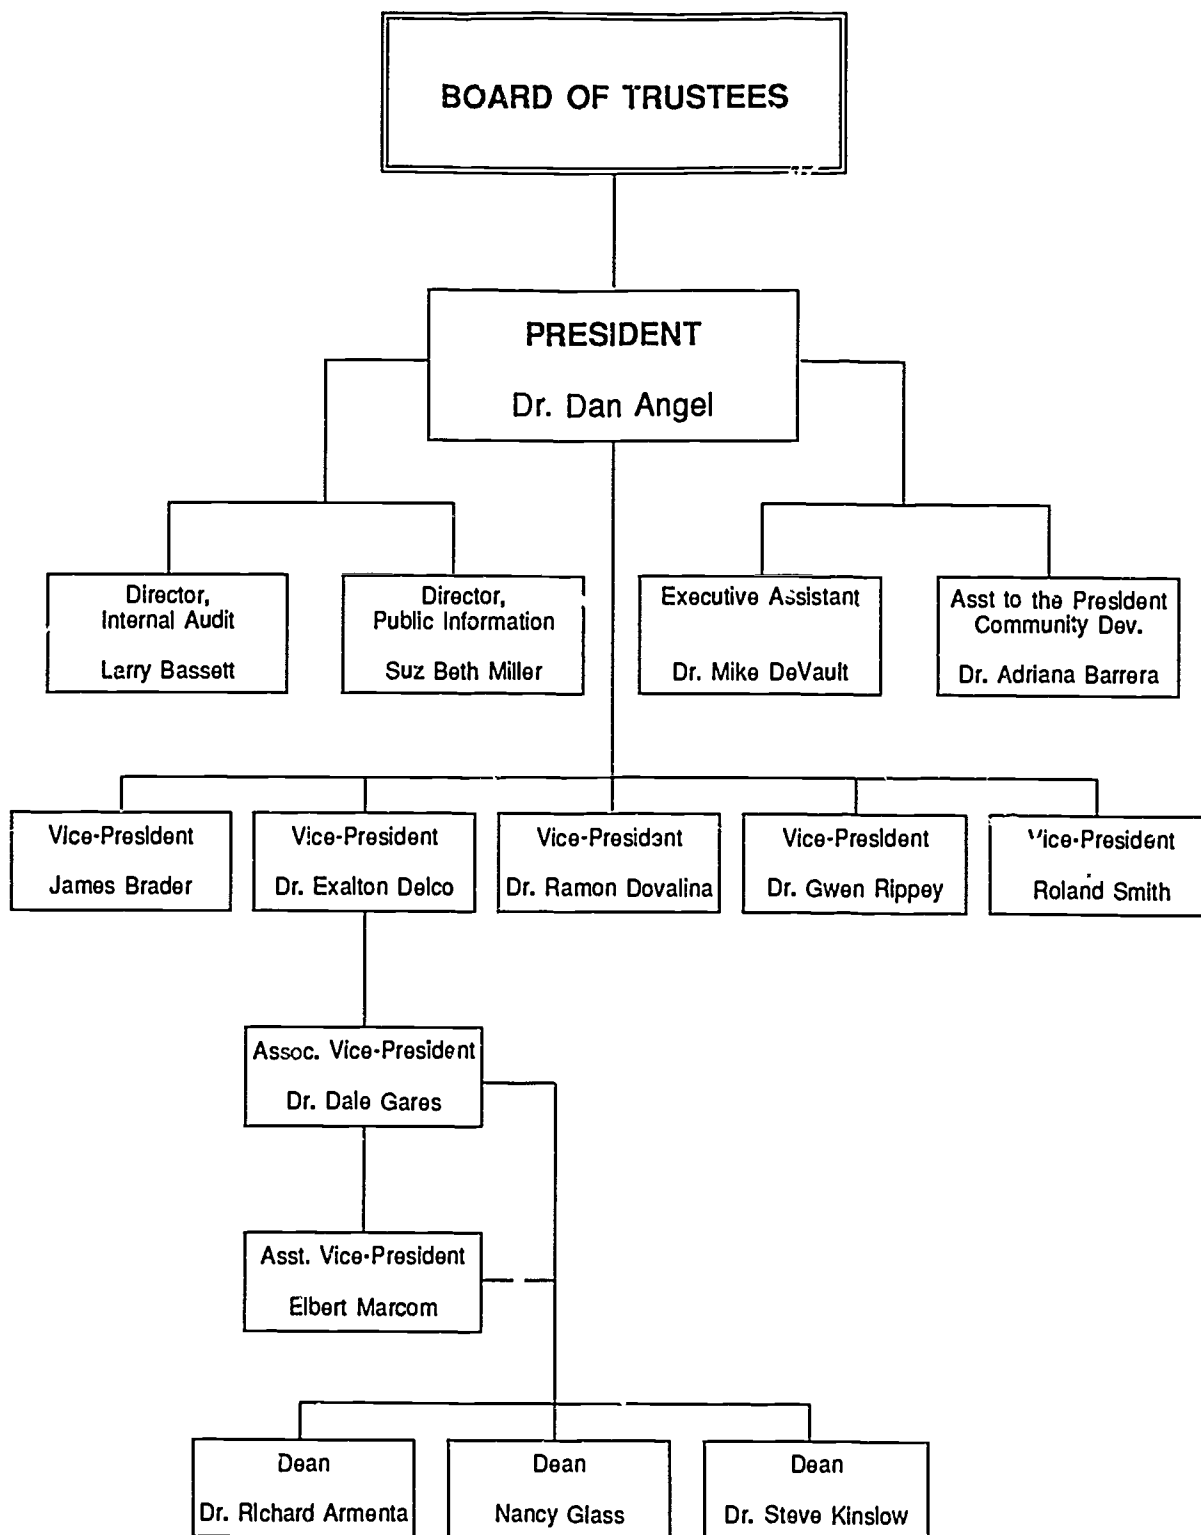 BOARD OF TRUSTEES
PRESIDENT
Dr. Dan Angel
Director,
Internal Audit
Larry Bassett
Director,
Public Information
Suz Beth Miller
Executive Assistant
Dr. Mike DeVault
Asst to the President
Community Dev.
Dr. Adriana Barrera
Vice-President
James Brader
Vice-President
Dr. Exalton Delco
Vice-President
Dr. Ramon Dovalina
Vice-President
Dr. Gwen Rippey
Vice-President
Roland Smith
Assoc. Vice-President
Dr. Dale Gares
Asst. Vice-President
Elbert Marcom
Dean
Dr. Richard Armenta
Dean
Nancy Glass
Dean
Dr. Steve Kinslow